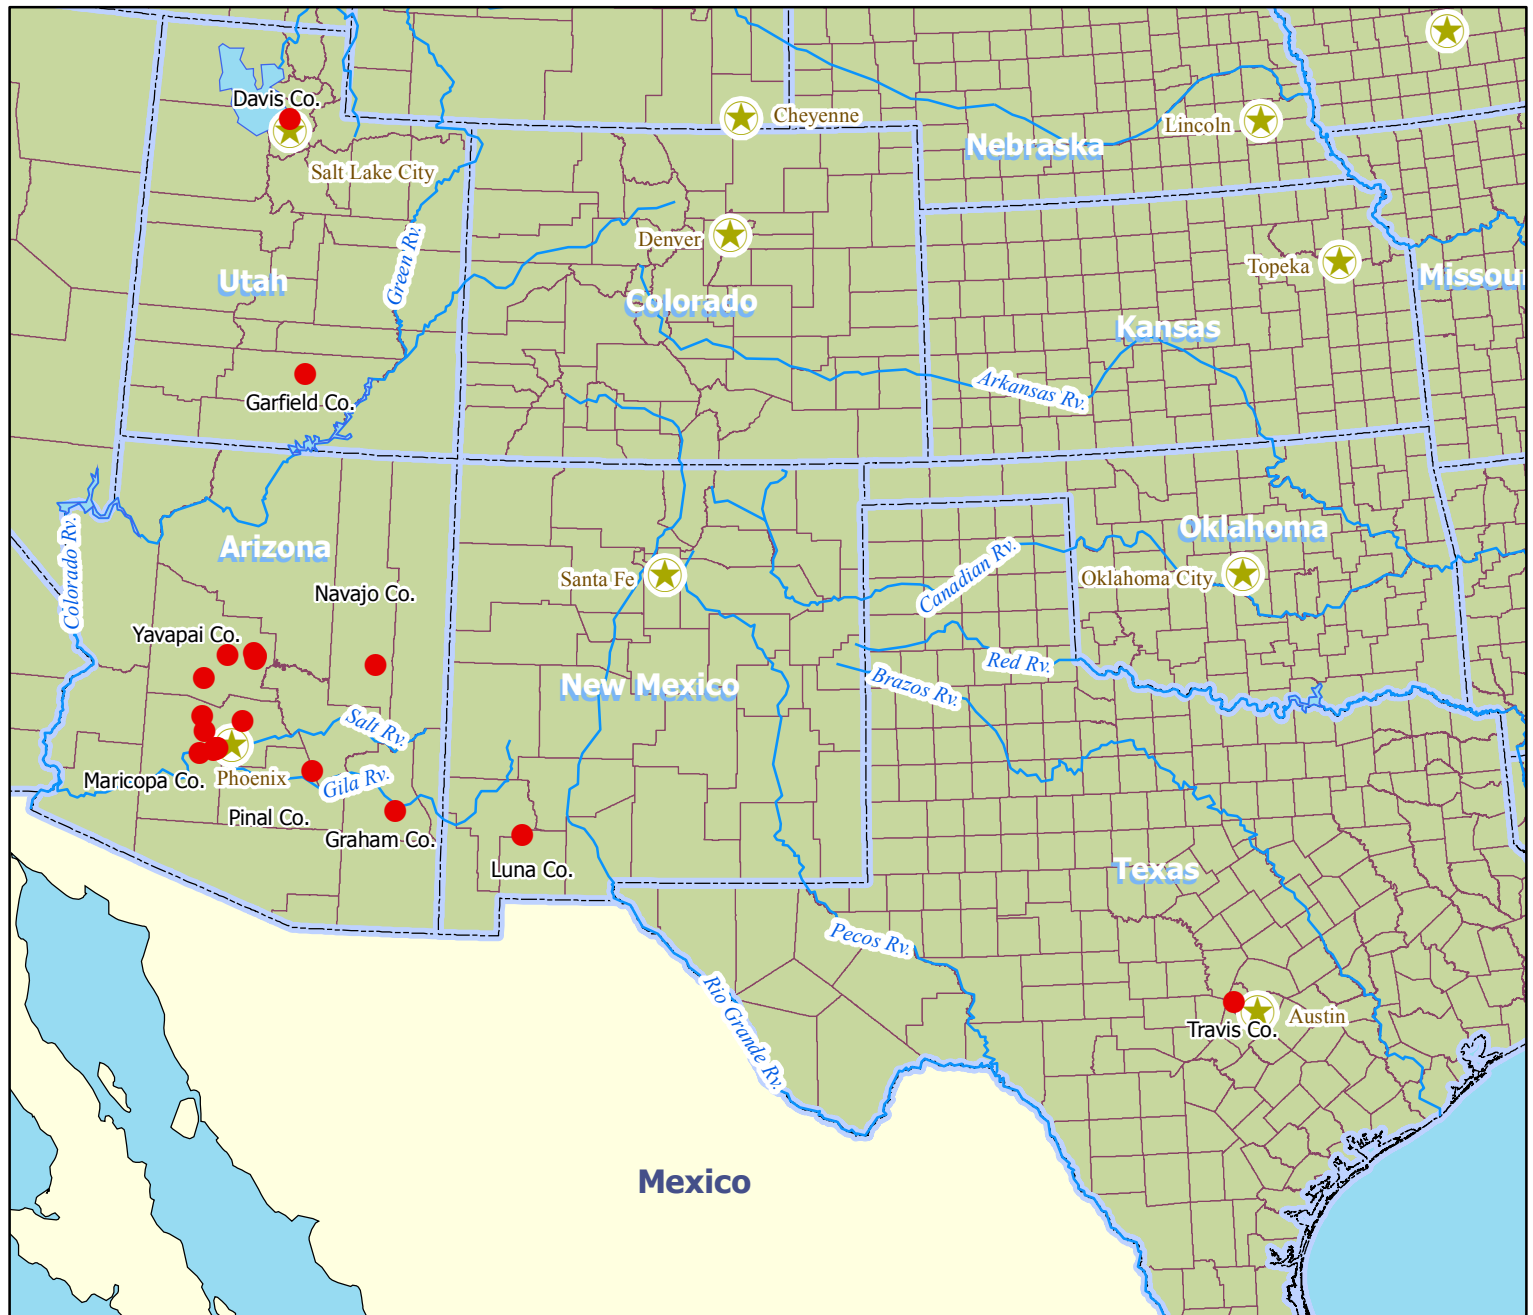 Davis Co.
Salt Lake City
Cheyenne
Nebraska
Lincoln
Denver
Topeka
Utah
Green Rv.
Colorado
Missour
Kansas
Arkansas Rv.
Garfield Co.
Colorado Rv.
Arizona
Oklahoma
Canadian Rv.
Santa Fe
Oklahoma City
Navajo Co.
Yavapai Co.
New Mexico
Red Rv.
Brazos Rv.
Salt Rv.
Maricopa Co.
Phoenix
Gila Rv.
Pinal Co.
Graham Co.
Luna Co.
Texas
Pecos Rv.
Rio Grande Rv.
Austin
Travis Co.
Mexico